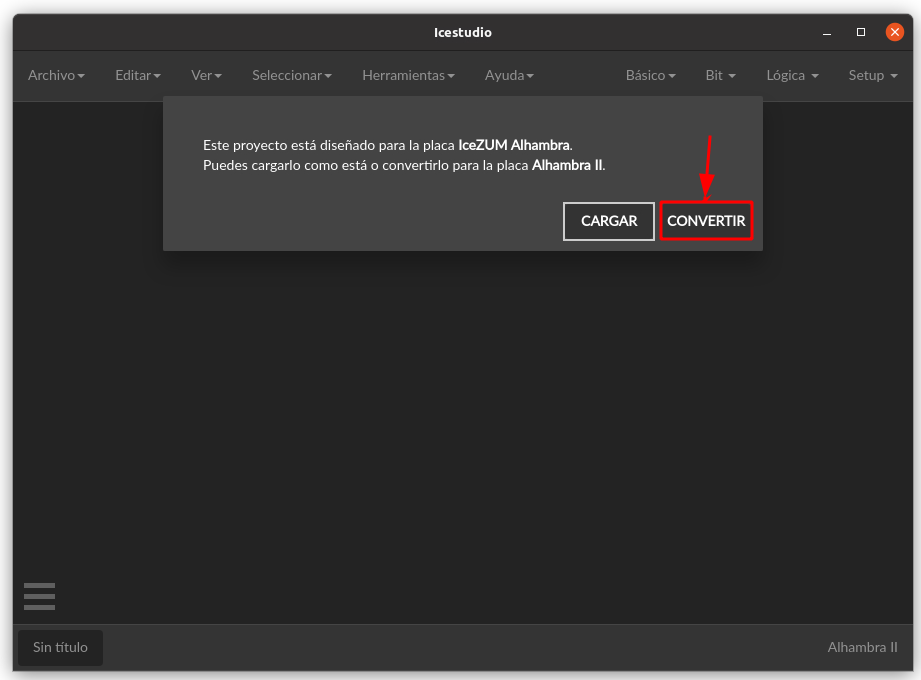 Icestudio
Archivo Editar Ver Seleccionar Herramientas Ayuda Básico Bit Lógica Setup
Este proyecto está diseñado para la placa IceZUM Alhambra.
Puedes cargarlo como está o convertirlo para la placa Alhambra II.
CARGAR CONVERTIR
Sin título Alhambra II